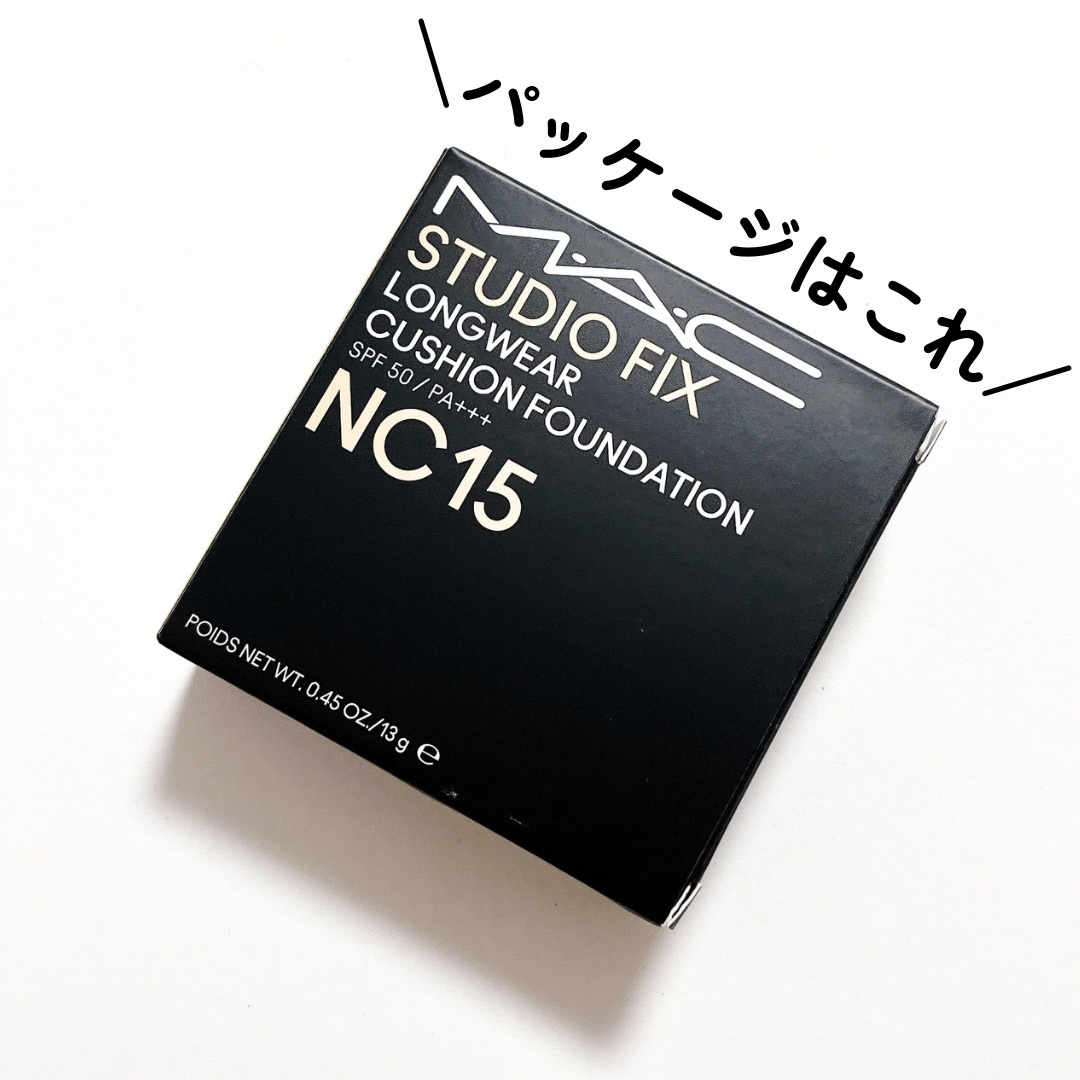 パッケージはこれ
M·A·C
STUDIO FIX
LONGWEAR
CUSHION FOUNDATION
SPF 50 / PA+++
NC15
POIDS NET WT. 0.45 OZ./13 g ℮